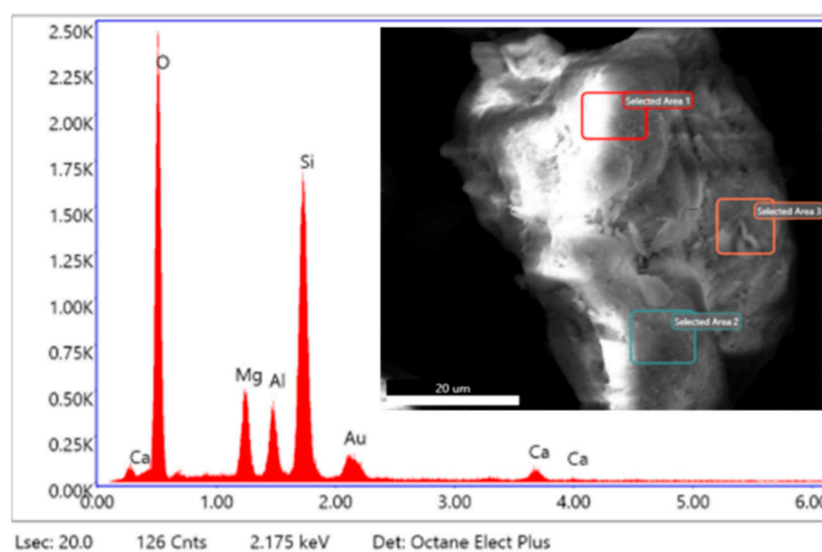 2.50K
2.25K
2.00K
1.75K
1.50K
1.25K
1.00K
0.75K
0.50K
0.25K
0.00K
O
Si
Mg Al
Au
Ca
Ca
Ca
0.00 1.00 2.00 3.00 4.00 5.00 6.0
Selected Area 1
Selected Area 3
Selected Area 2
20 um
Lsec: 20.0 126 Cnts 2.175 keV Det: Octane Elect Plus